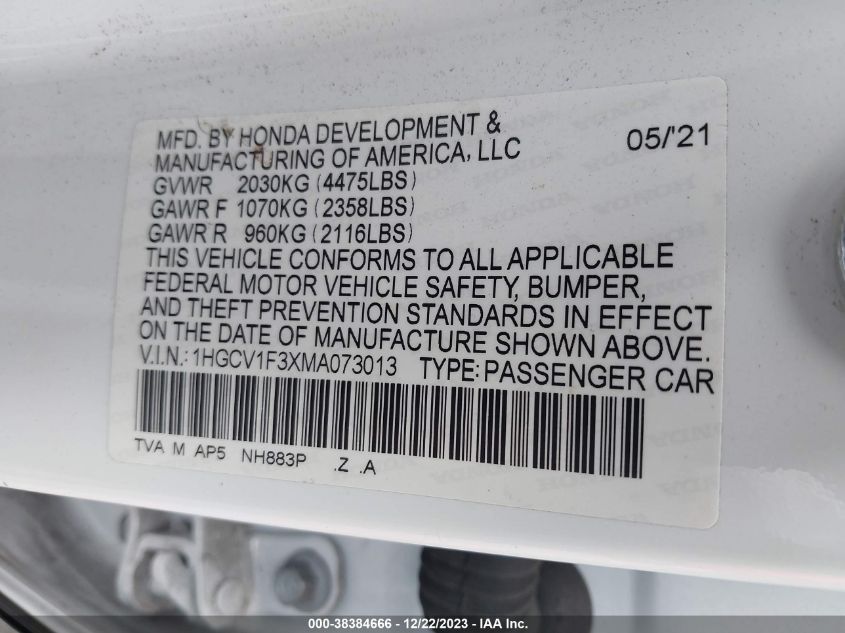 MFD. BY HONDA DEVELOPMENT & 05/'21
MANUFACTURING OF AMERICA, LLC
GVWR 2030KG (4475LBS)
GAWR F 1070KG (2358LBS)
GAWR R 960KG (2116LBS)
THIS VEHICLE CONFORMS TO ALL APPLICABLE
FEDERAL MOTOR VEHICLE SAFETY, BUMPER,
AND THEFT PREVENTION STANDARDS IN EFFECT
ON THE DATE OF MANUFACTURE SHOWN ABOVE.
V.I.N.: 1HGCV1F3XMA073013 TYPE: PASSENGER CAR
TVA M AP5 NH883P .Z .A
000-38384666 - 12/22/2023 - IAA Inc.